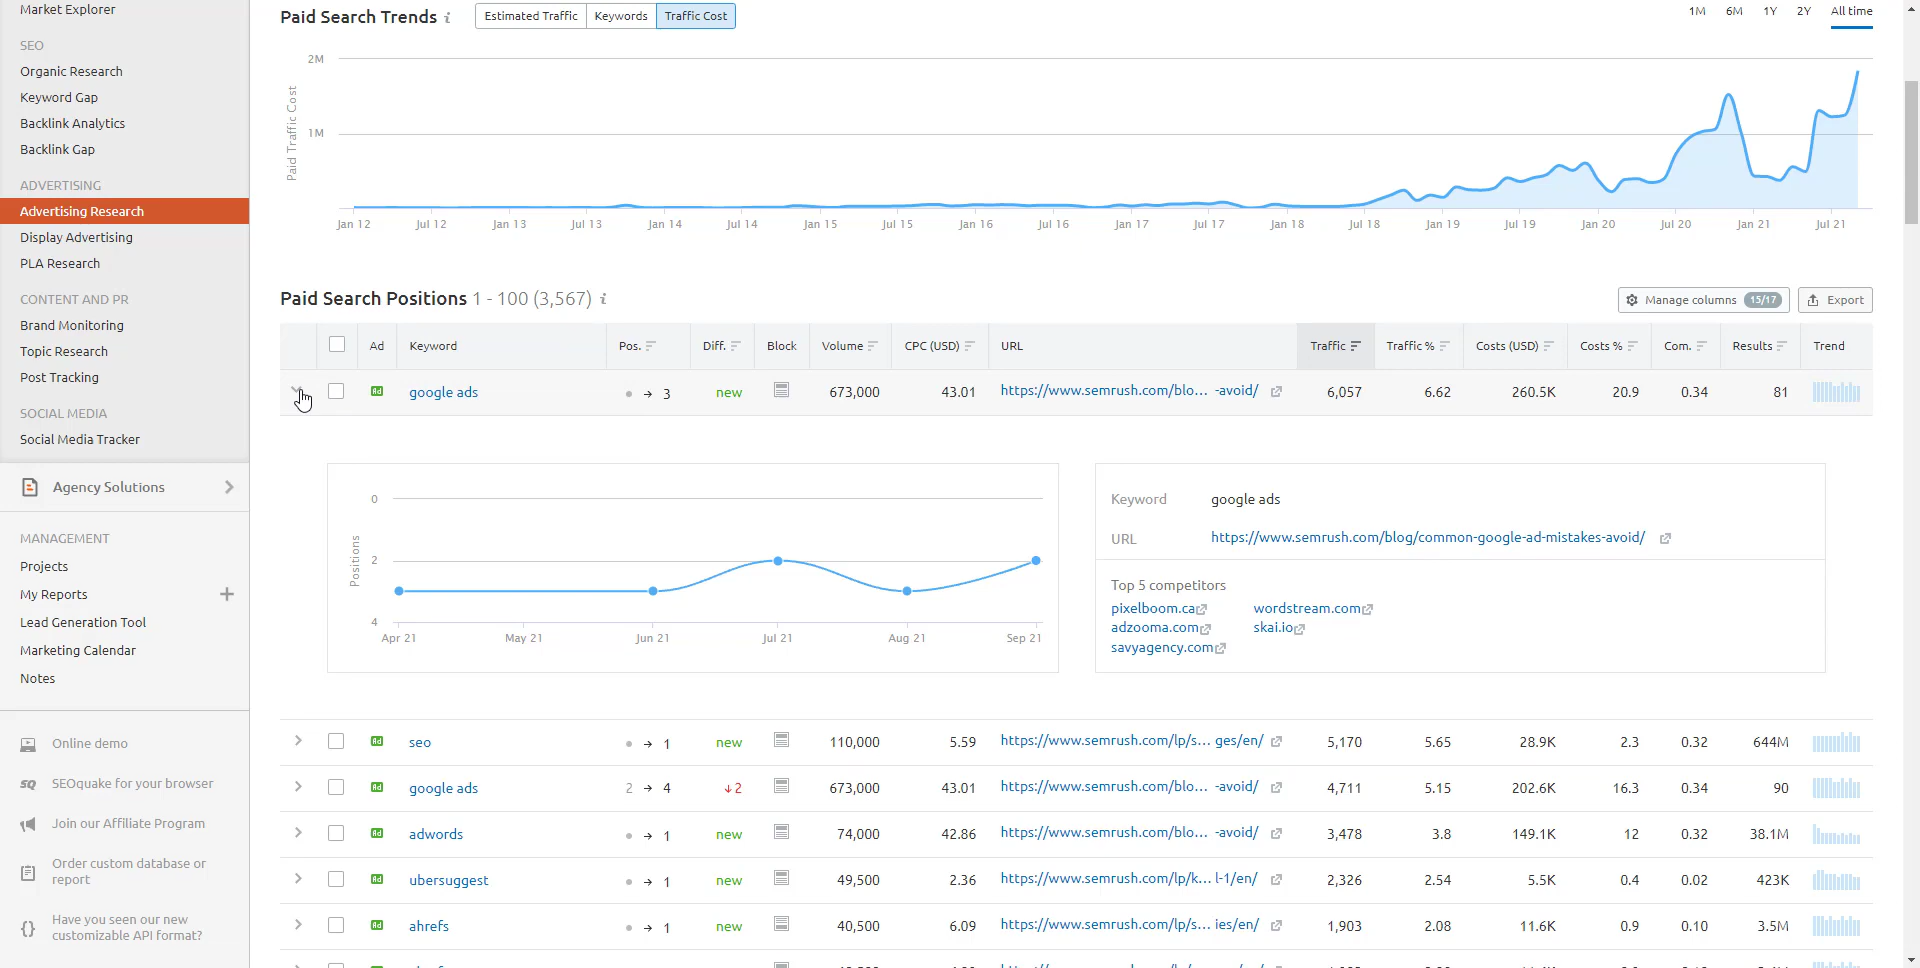 Market Explorer
SEO
Organic Research
Keyword Gap
Backlink Analytics
Backlink Gap
ADVERTISING
Advertising Research
Display Advertising
PLA Research
CONTENT AND PR
Brand Monitoring
Topic Research
Post Tracking
SOCIAL MEDIA
Social Media Tracker
Agency Solutions
MANAGEMENT
Projects
My Reports
Lead Generation Tool
Marketing Calendar
Notes
Online demo
SQ SEOquake for your browser
Join our Affiliate Program
Order custom database or
report
Have you seen our new
customizable API format?
Paid Search Trends i Estimated Traffic Keywords Traffic Cost 1M 6M 1Y 2Y All time
2M
1M
Paid Traffic Cost
Jan 12 Jul 12 Jan 13 Jul 13 Jan 14 Jul 14 Jan 15 Jul 15 Jan 16 Jul 16 Jan 17 Jul 17 Jan 18 Jul 18 Jan 19 Jul 19 Jan 20 Jul 20 Jan 21 Jul 21
Paid Search Positions 1 - 100 (3,567) i Manage columns 15/17 Export
Ad Keyword Pos. Diff. Block Volume CPC (USD) URL Traffic Traffic % Costs (USD) Costs % Com. Results Trend
Ad google ads → 3 new 673,000 43.01 https://www.semrush.com/blo... -avoid/ 6,057 6.62 260.5K 20.9 0.34 81
0
2
4
Positions
Apr 21 May 21 Jun 21 Jul 21 Aug 21 Sep 21
Keyword google ads
URL https://www.semrush.com/blog/common-google-ad-mistakes-avoid/
Top 5 competitors
pixelboom.ca wordstream.com
adzooma.com skai.io
savyagency.com
Ad seo → 1 new 110,000 5.59 https://www.semrush.com/lp/s... ges/en/ 5,170 5.65 28.9K 2.3 0.32 644M
Ad google ads 2 → 4 ↓2 673,000 43.01 https://www.semrush.com/blo... -avoid/ 4,711 5.15 202.6K 16.3 0.34 90
Ad adwords → 1 new 74,000 42.86 https://www.semrush.com/blo... -avoid/ 3,478 3.8 149.1K 12 0.32 38.1M
Ad ubersuggest → 1 new 49,500 2.36 https://www.semrush.com/lp/k... l-1/en/ 2,326 2.54 5.5K 0.4 0.02 423K
Ad ahrefs → 1 new 40,500 6.09 https://www.semrush.com/lp/s... ies/en/ 1,903 2.08 11.6K 0.9 0.10 3.5M